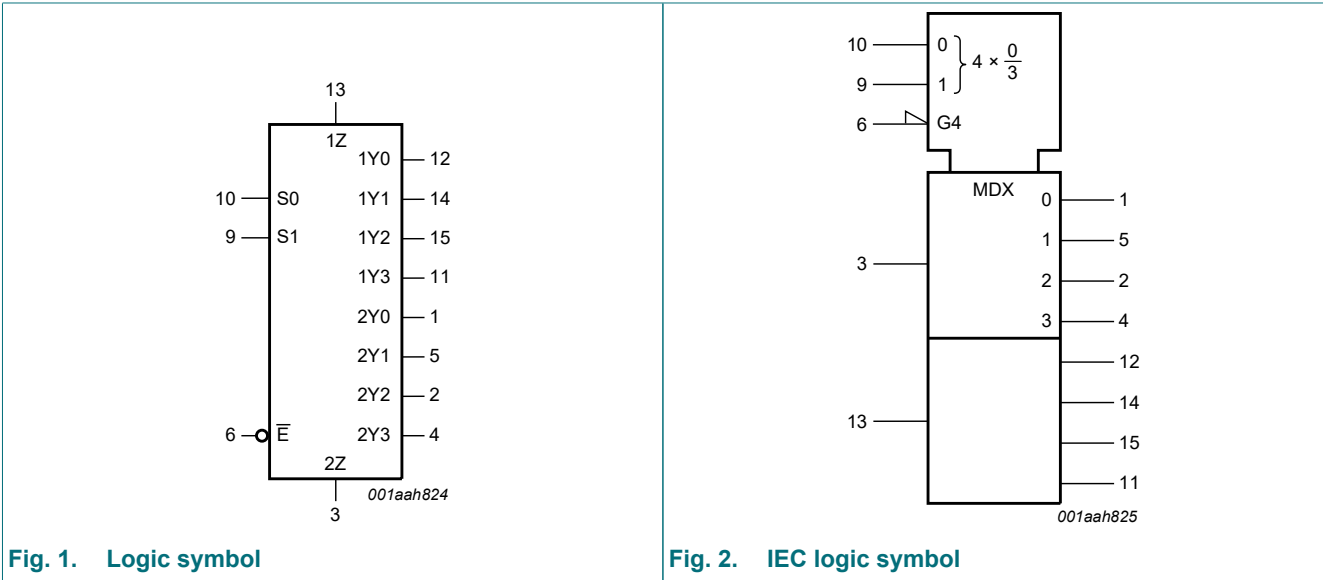 13
1Z
1Y0 12
10 S0 1Y1 14
9 S1 1Y2 15
1Y3 11
2Y0 1
2Y1 5
2Y2 2
6 E̅ 2Y3 4
2Z
001aah824
3
Fig. 1. Logic symbol
10 0
4 × 0/3
9 1
6 G4
MDX
0 1
1 5
3
2 2
3 4
12
14
13
15
11
001aah825
Fig. 2. IEC logic symbol